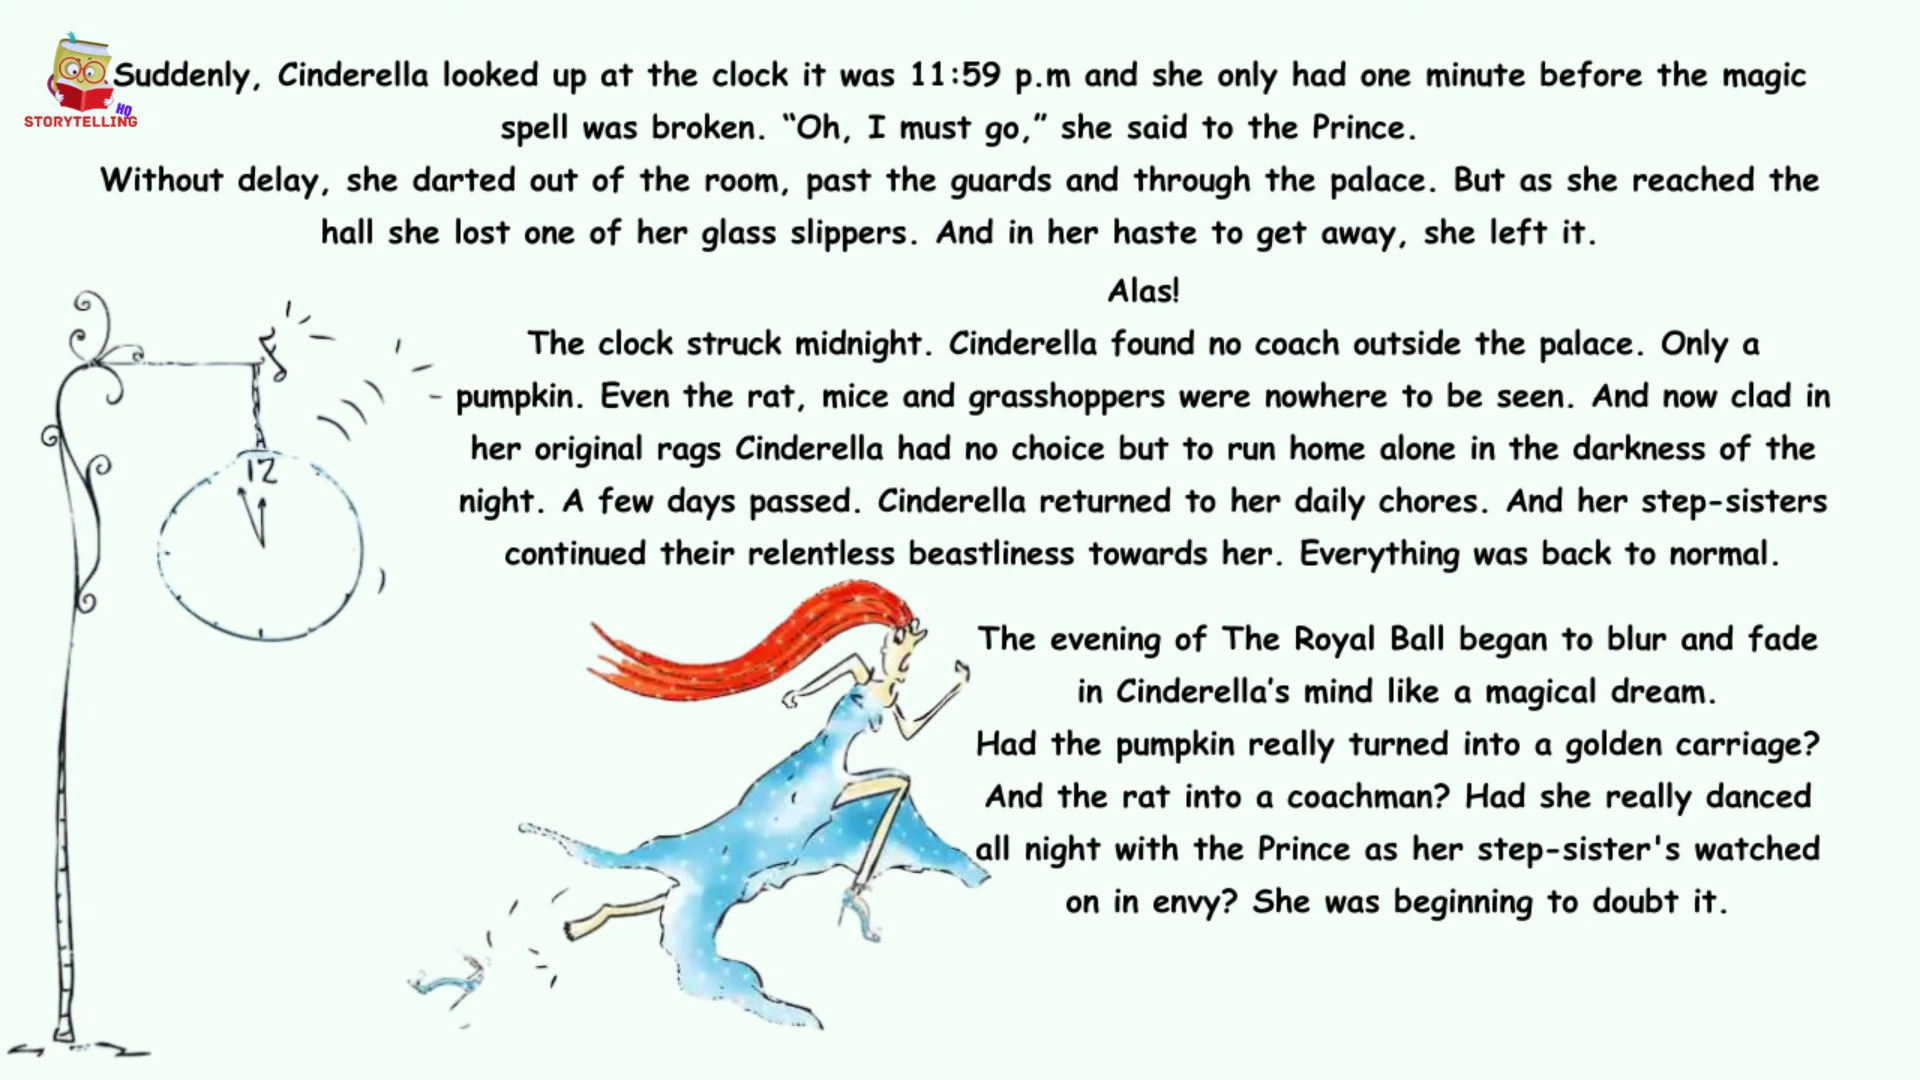 HQ
STORYTELLING
Suddenly, Cinderella looked up at the clock it was 11:59 p.m and she only had one minute before the magic
spell was broken. “Oh, I must go,” she said to the Prince.
Without delay, she darted out of the room, past the guards and through the palace. But as she reached the
hall she lost one of her glass slippers. And in her haste to get away, she left it.
Alas!
The clock struck midnight. Cinderella found no coach outside the palace. Only a
pumpkin. Even the rat, mice and grasshoppers were nowhere to be seen. And now clad in
her original rags Cinderella had no choice but to run home alone in the darkness of the
night. A few days passed. Cinderella returned to her daily chores. And her step-sisters
continued their relentless beastliness towards her. Everything was back to normal.
12
The evening of The Royal Ball began to blur and fade
in Cinderella's mind like a magical dream.
Had the pumpkin really turned into a golden carriage?
And the rat into a coachman? Had she really danced
all night with the Prince as her step-sister's watched
on in envy? She was beginning to doubt it.